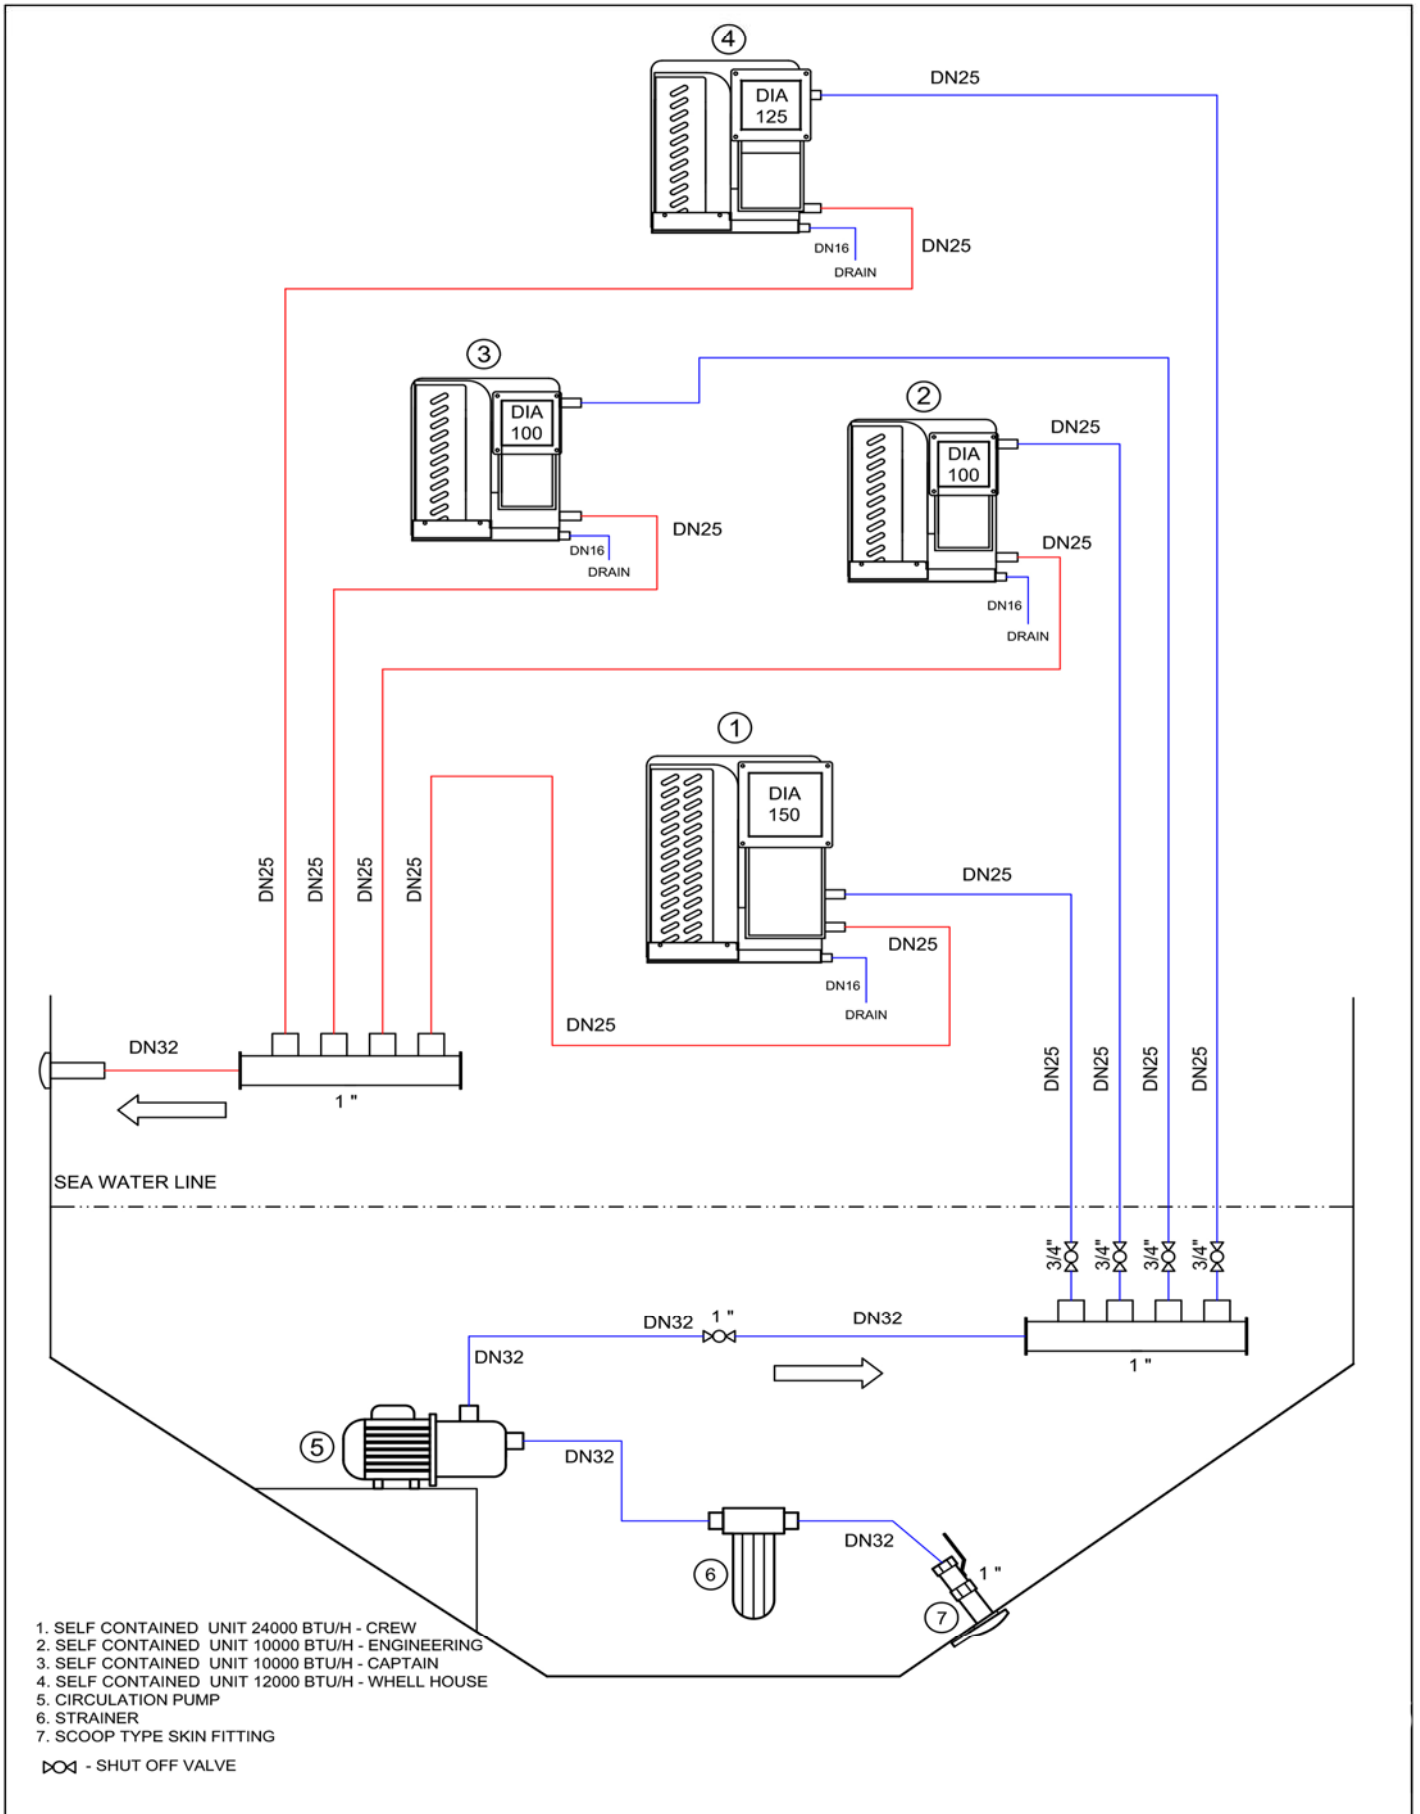 4
DN25
DIA
125
DN25
DN16
DRAIN
3
2
DIA
100
DN25
DIA
100
DN25
DN25
DN16
DRAIN
DN16
DRAIN
1
DIA
150
DN25 DN25 DN25 DN25
DN25
DN25
DN16
DRAIN
DN25
DN32
1 "
DN25 DN25 DN25 DN25
SEA WATER LINE
3/4" 3/4" 3/4" 3/4"
DN32 1 " DN32
DN32
1 "
5
DN32
DN32
6
1 "
7
1. SELF CONTAINED UNIT 24000 BTU/H - CREW
2. SELF CONTAINED UNIT 10000 BTU/H - ENGINEERING
3. SELF CONTAINED UNIT 10000 BTU/H - CAPTAIN
4. SELF CONTAINED UNIT 12000 BTU/H - WHELL HOUSE
5. CIRCULATION PUMP
6. STRAINER
7. SCOOP TYPE SKIN FITTING
- SHUT OFF VALVE